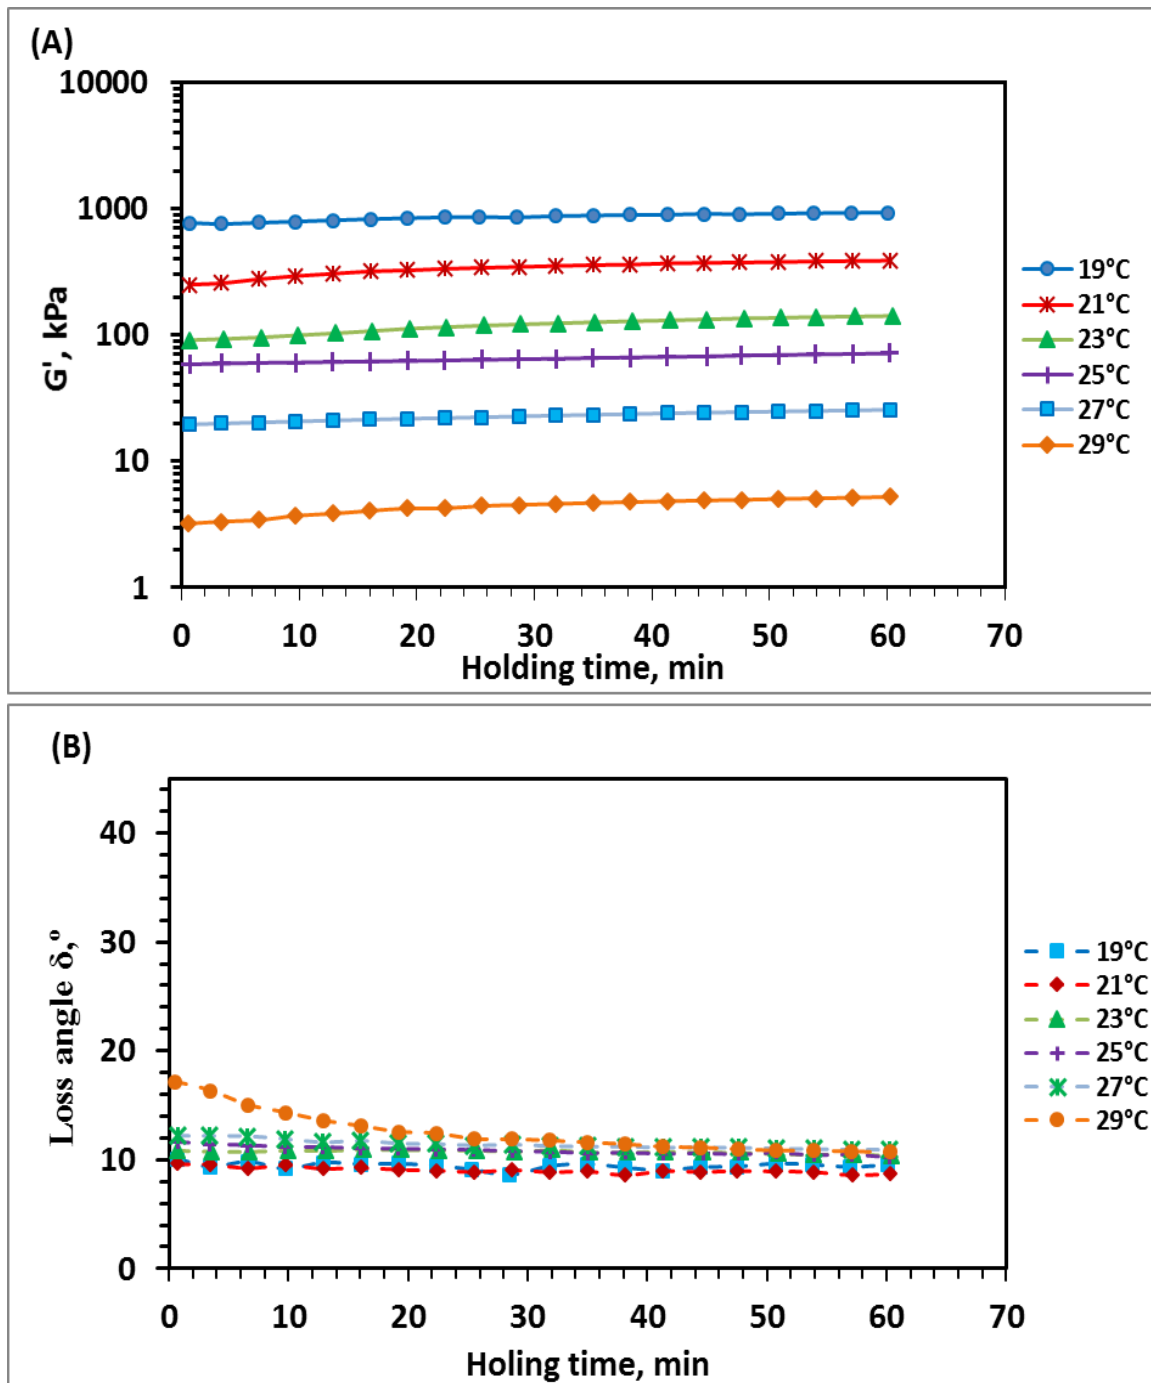 (A)
10000
1000
100
10
1
G', kPa
0 10 20 30 40 50 60 70
Holding time, min
19°C
21°C
23°C
25°C
27°C
29°C
(B)
40
30
20
10
0
Loss angle δ,°
0 10 20 30 40 50 60 70
Holing time, min
19°C
21°C
23°C
25°C
27°C
29°C